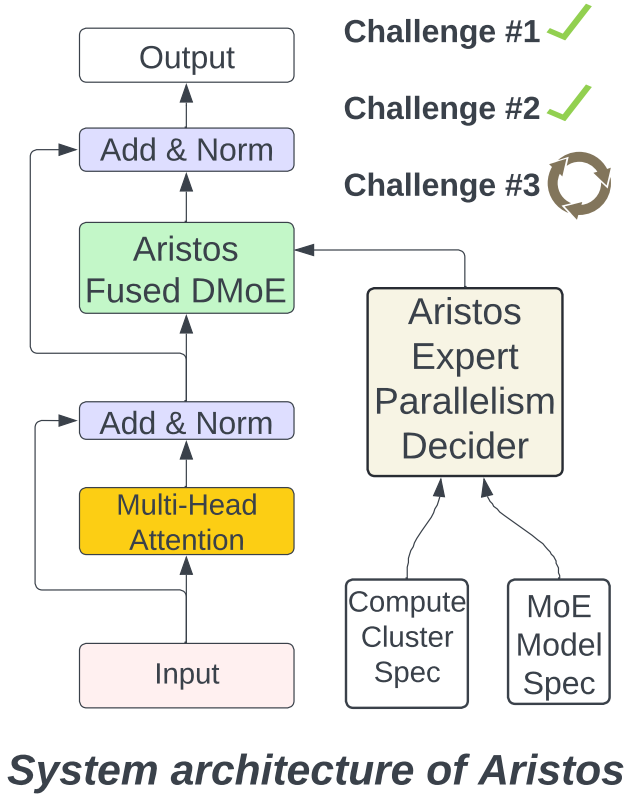 Output
Challenge #1
Challenge #2
Challenge #3
Add & Norm
Aristos
Fused DMoE
Aristos
Expert
Parallelism
Decider
Add & Norm
Multi-Head
Attention
Input
Compute
Cluster
Spec
MoE
Model
Spec
System architecture of Aristos